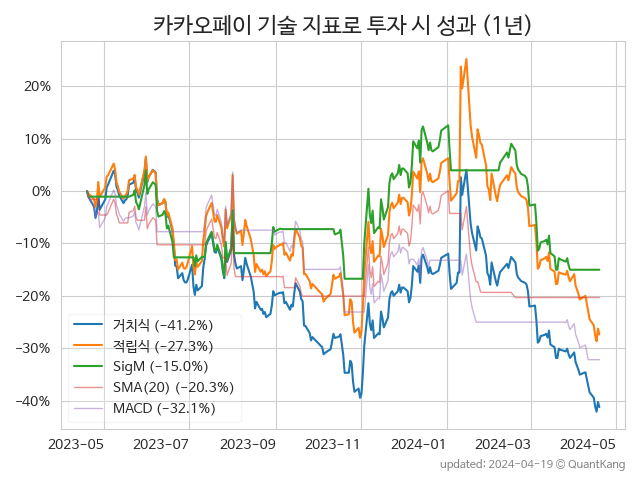 카카오페이 기술 지표로 투자 시 성과 (1년)
20%
10%
0%
−10%
−20%
−30%
−40%
거치식 (−41.2%)
적립식 (−27.3%)
SigM (−15.0%)
SMA(20) (−20.3%)
MACD (−32.1%)
2023−05 2023−07 2023−09 2023−11 2024−01 2024−03 2024−05
updated: 2024−04−19 © QuantKang